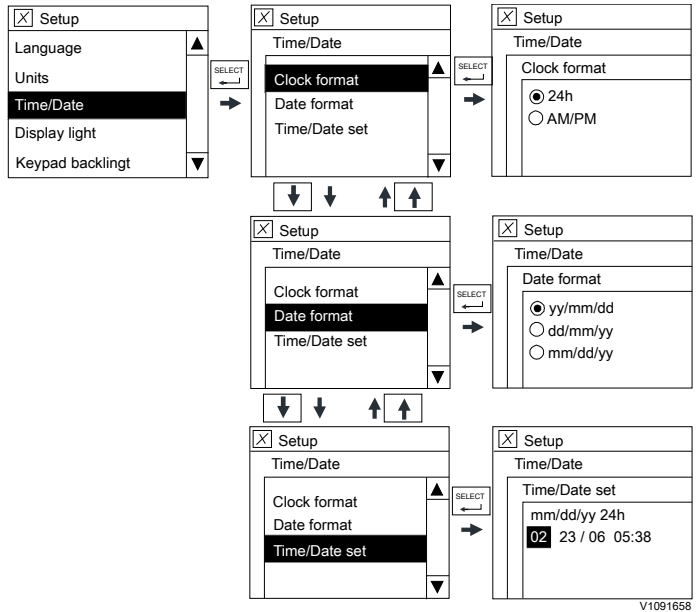 Setup
Language
Units
Time/Date
Display light
Keypad backlingt
SELECT
Setup
Time/Date
Clock format
Date format
Time/Date set
SELECT
Setup
Time/Date
Clock format
24h
AM/PM
Setup
Time/Date
Clock format
Date format
Time/Date set
SELECT
Setup
Time/Date
Date format
yy/mm/dd
dd/mm/yy
mm/dd/yy
Setup
Time/Date
Clock format
Date format
Time/Date set
SELECT
Setup
Time/Date
Time/Date set
mm/dd/yy 24h
02 23 / 06 05:38
V1091658